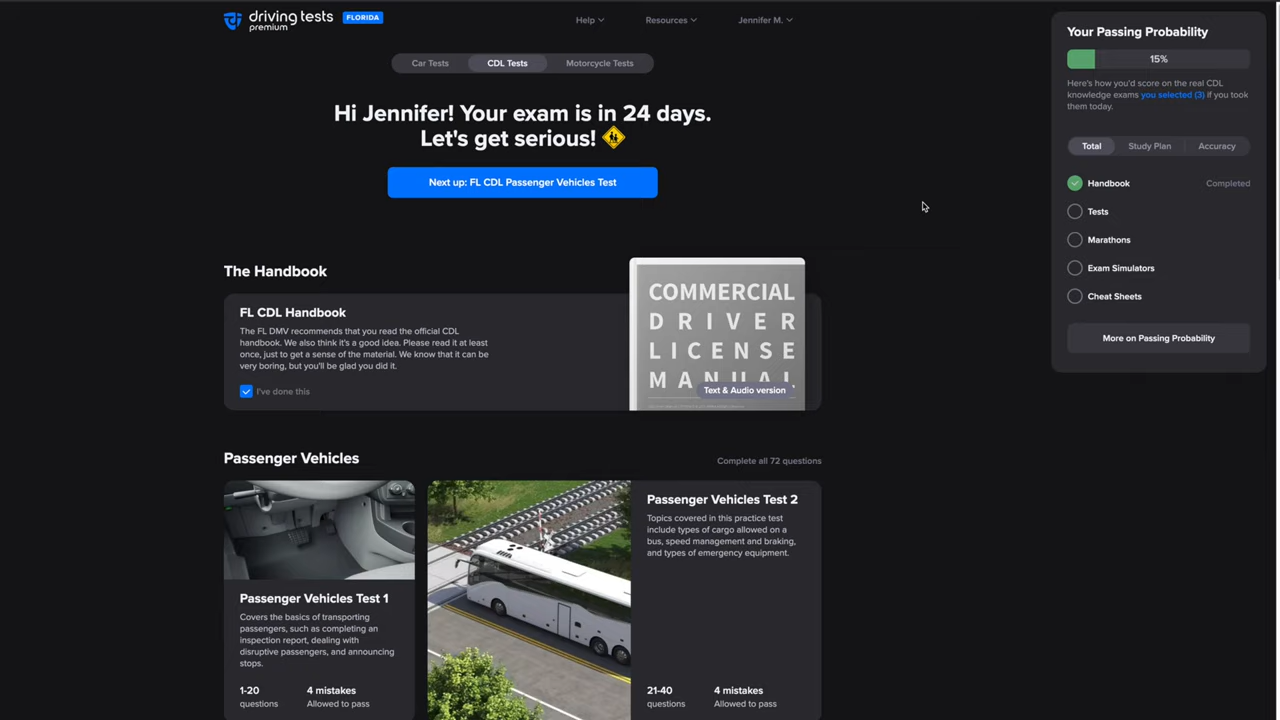 driving tests
premium
FLORIDA
Help
Resources
Jennifer M.
Car Tests
CDL Tests
Motorcycle Tests
Hi Jennifer! Your exam is in 24 days.
Let's get serious!
Next up: FL CDL Passenger Vehicles Test
The Handbook
FL CDL Handbook
The FL DMV recommends that you read the official CDL
handbook. We also think it's a good idea. Please read it at least
once, just to get a sense of the material. We know that it can be
very boring, but you'll be glad you did it.
I've done this
COMMERCIAL
DRIVER
LICENSE
MANUAL
Text & Audio version
Passenger Vehicles
Complete all 72 questions
Passenger Vehicles Test 1
Covers the basics of transporting
passengers, such as completing an
inspection report, dealing with
disruptive passengers, and announcing
stops.
1-20
questions
4 mistakes
Allowed to pass
Passenger Vehicles Test 2
Topics covered in this practice test
include types of cargo allowed on a
bus, speed management and braking,
and types of emergency equipment.
21-40
questions
4 mistakes
Allowed to pass
Your Passing Probability
15%
Here's how you'd score on the real CDL
knowledge exams you selected (3) if you took
them today.
Total
Study Plan
Accuracy
Handbook
Completed
Tests
Marathons
Exam Simulators
Cheat Sheets
More on Passing Probability